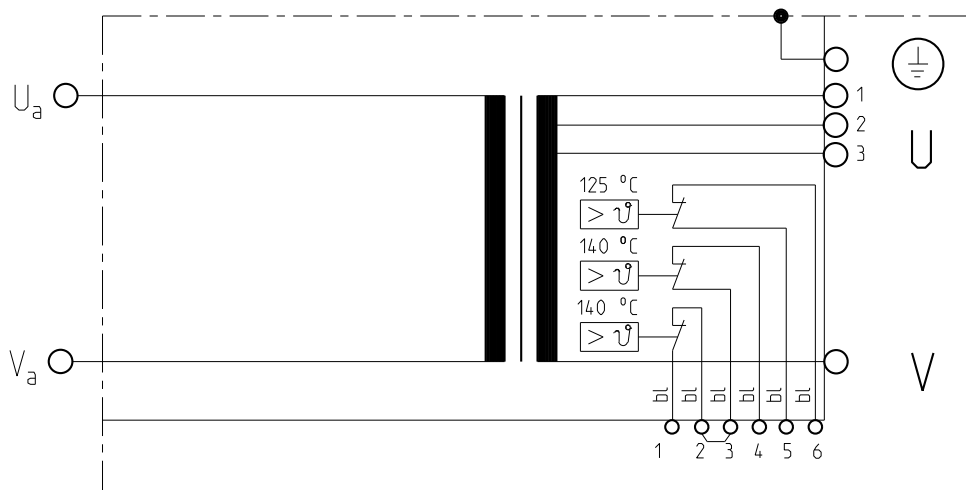 Uₐ
1
2
U
3
125 °C
> ϑ
140 °C
> ϑ
140 °C
> ϑ
Vₐ
V
bl bl bl bl bl bl
1 2 3 4 5 6